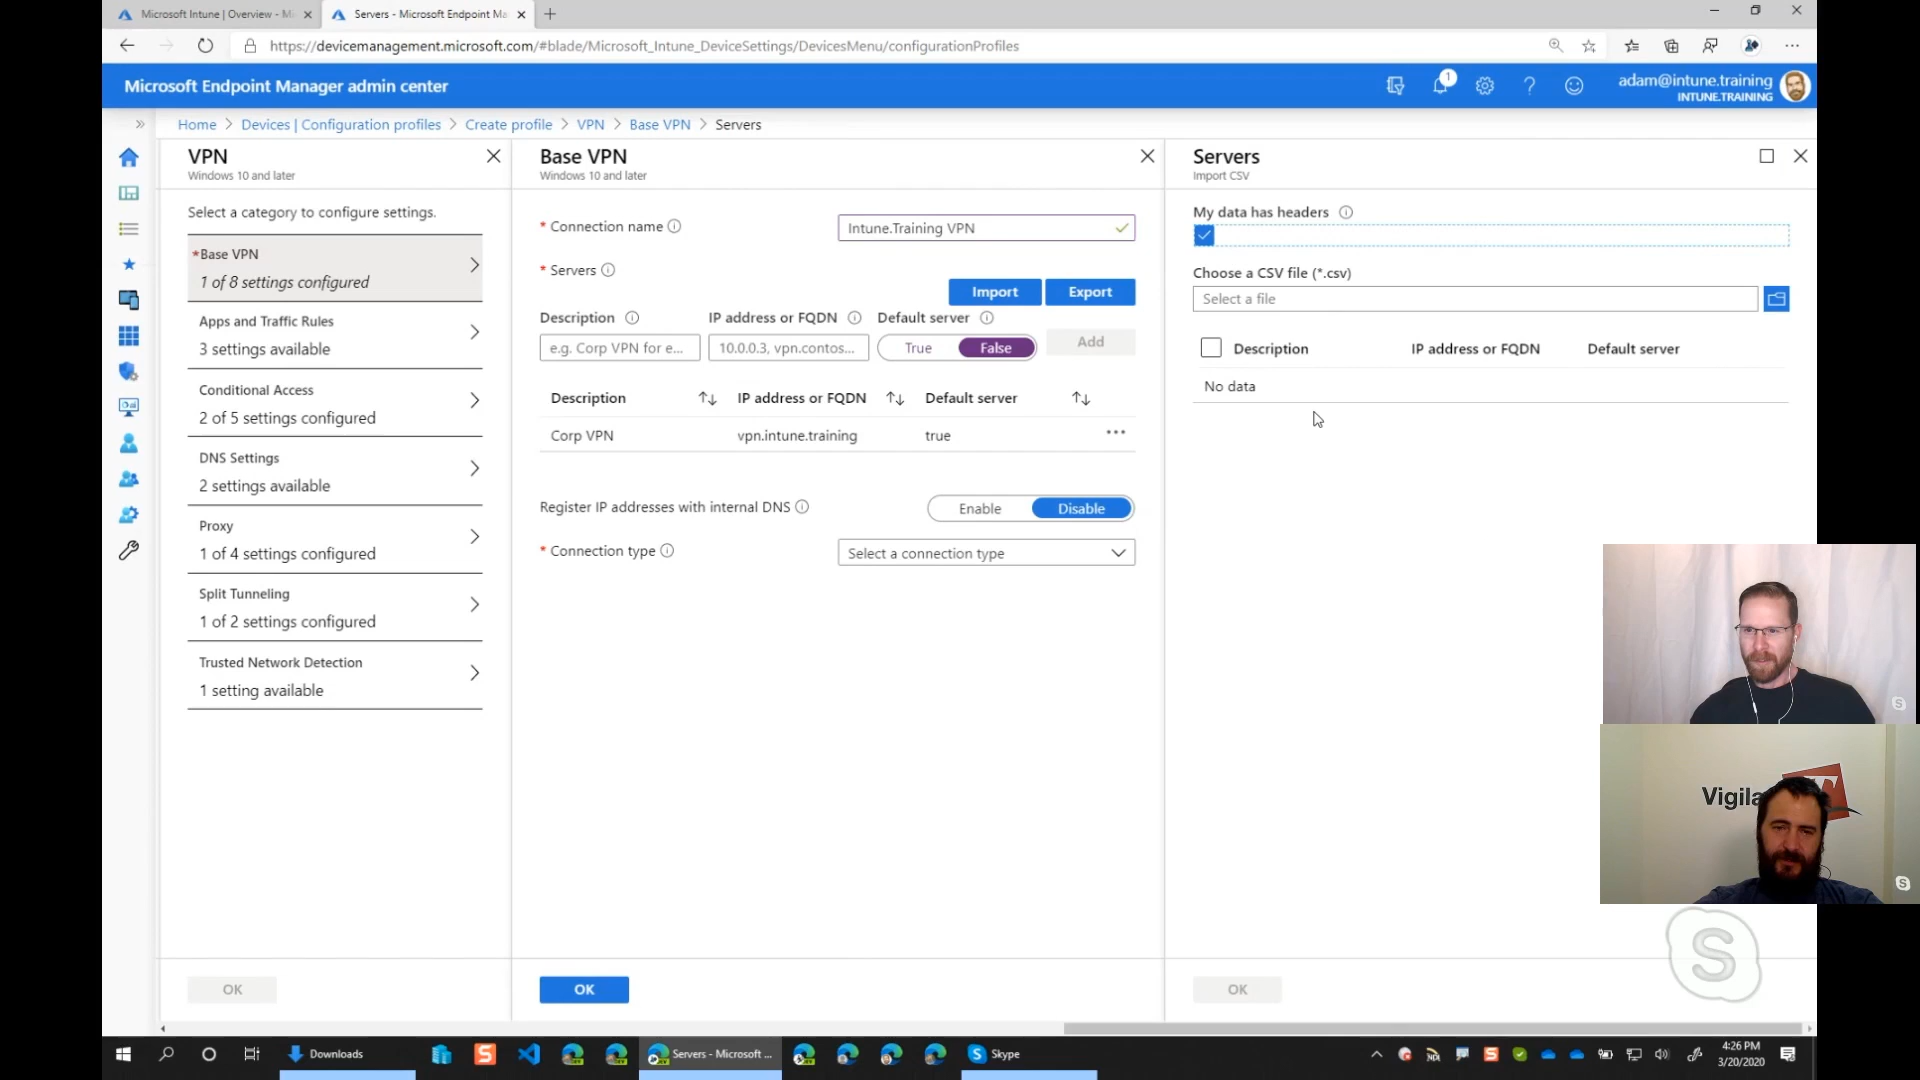 Microsoft Intune | Overview - M
Servers - Microsoft Endpoint Ma
https://devicemanagement.microsoft.com/#blade/Microsoft_Intune_DeviceSettings/DevicesMenu/configurationProfiles
Microsoft Endpoint Manager admin center
1
adam@intune.training
INTUNE.TRAINING
Home > Devices | Configuration profiles > Create profile > VPN > Base VPN > Servers
VPN
Windows 10 and later
Select a category to configure settings.
*Base VPN
1 of 8 settings configured
Apps and Traffic Rules
3 settings available
Conditional Access
2 of 5 settings configured
DNS Settings
2 settings available
Proxy
1 of 4 settings configured
Split Tunneling
1 of 2 settings configured
Trusted Network Detection
1 setting available
OK
Base VPN
Windows 10 and later
* Connection name
Intune.Training VPN
* Servers
Import Export
Description IP address or FQDN Default server
e.g. Corp VPN for e... 10.0.0.3, vpn.contos... True False Add
Description IP address or FQDN Default server
Corp VPN vpn.intune.training true ...
Register IP addresses with internal DNS Enable Disable
* Connection type Select a connection type
OK
Servers
Import CSV
My data has headers
Choose a CSV file (*.csv)
Select a file
Description IP address or FQDN Default server
No data
OK
Vigila
S
Downloads
Servers - Microsoft ...
Skype
4:26 PM
3/20/2020